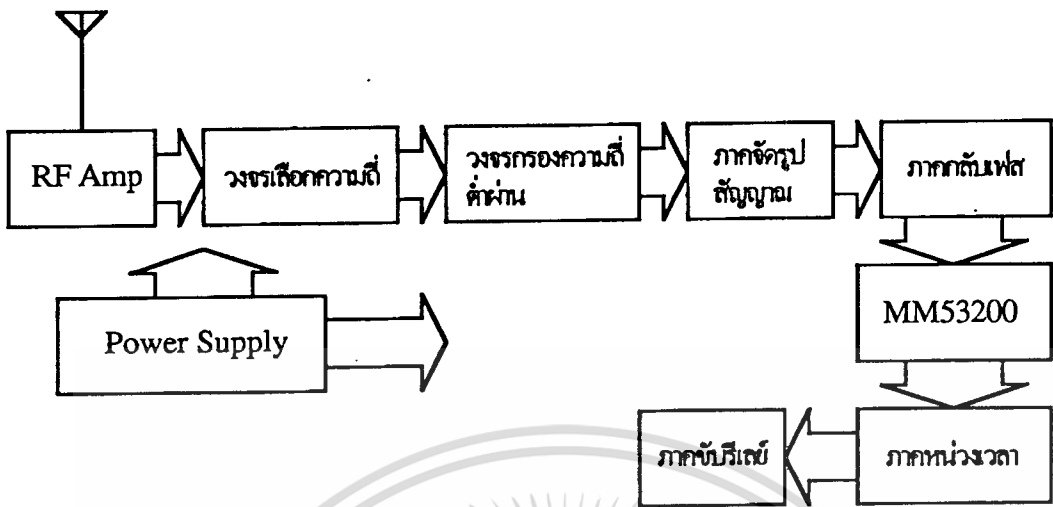 RF Amp
วงจรเลือกความถี่
วงจรกรองความถี่
ต่ำผ่าน
ภาคจัดรูป
สัญญาณ
ภาคกลับเฟส
MM53200
Power Supply
ภาคขับรีเลย์
ภาคหน่วงเวลา